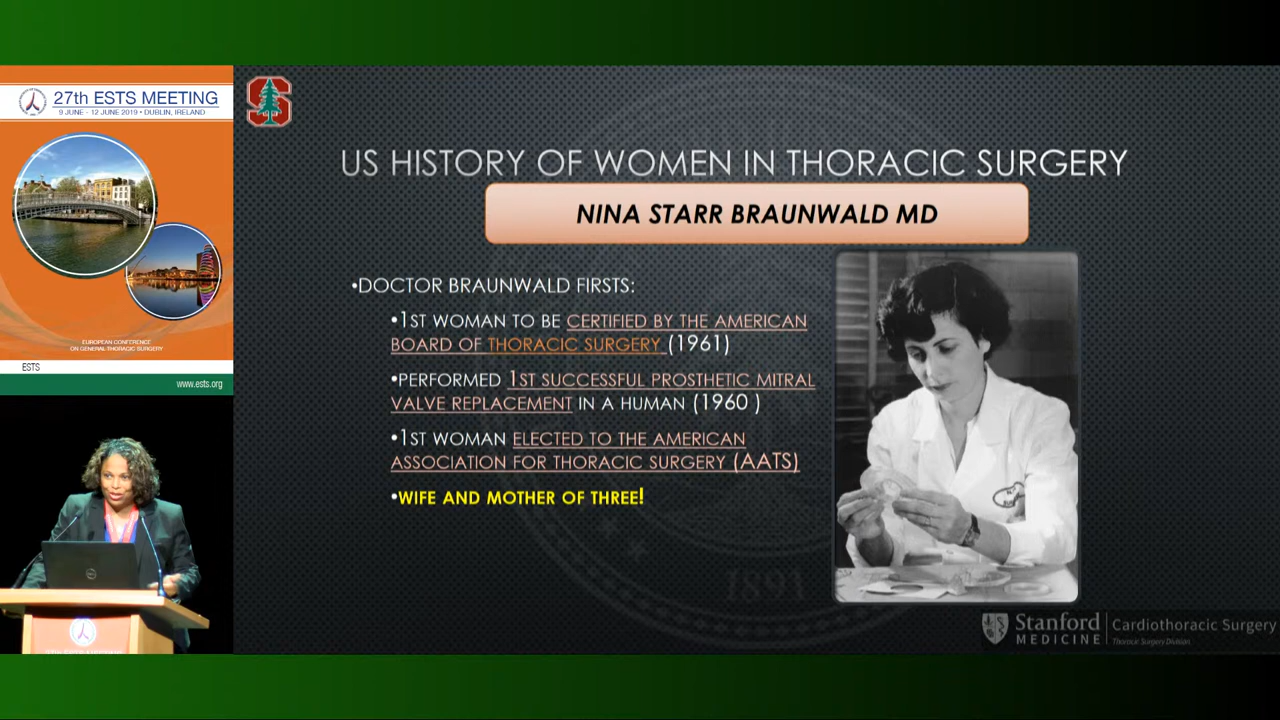 27th ESTS MEETING
9 JUNE - 12 JUNE 2019 • DUBLIN, IRELAND
EUROPEAN CONFERENCE
ON GENERAL THORACIC SURGERY
ESTS
www.ests.org
US HISTORY OF WOMEN IN THORACIC SURGERY
NINA STARR BRAUNWALD MD
•DOCTOR BRAUNWALD FIRSTS:
•1ST WOMAN TO BE CERTIFIED BY THE AMERICAN
BOARD OF THORACIC SURGERY (1961)
•PERFORMED 1ST SUCCESSFUL PROSTHETIC MITRAL
VALVE REPLACEMENT IN A HUMAN (1960 )
•1ST WOMAN ELECTED TO THE AMERICAN
ASSOCIATION FOR THORACIC SURGERY (AATS)
•WIFE AND MOTHER OF THREE!
1891
Stanford
MEDICINE
Cardiothoracic Surgery
Thoracic Surgery Division